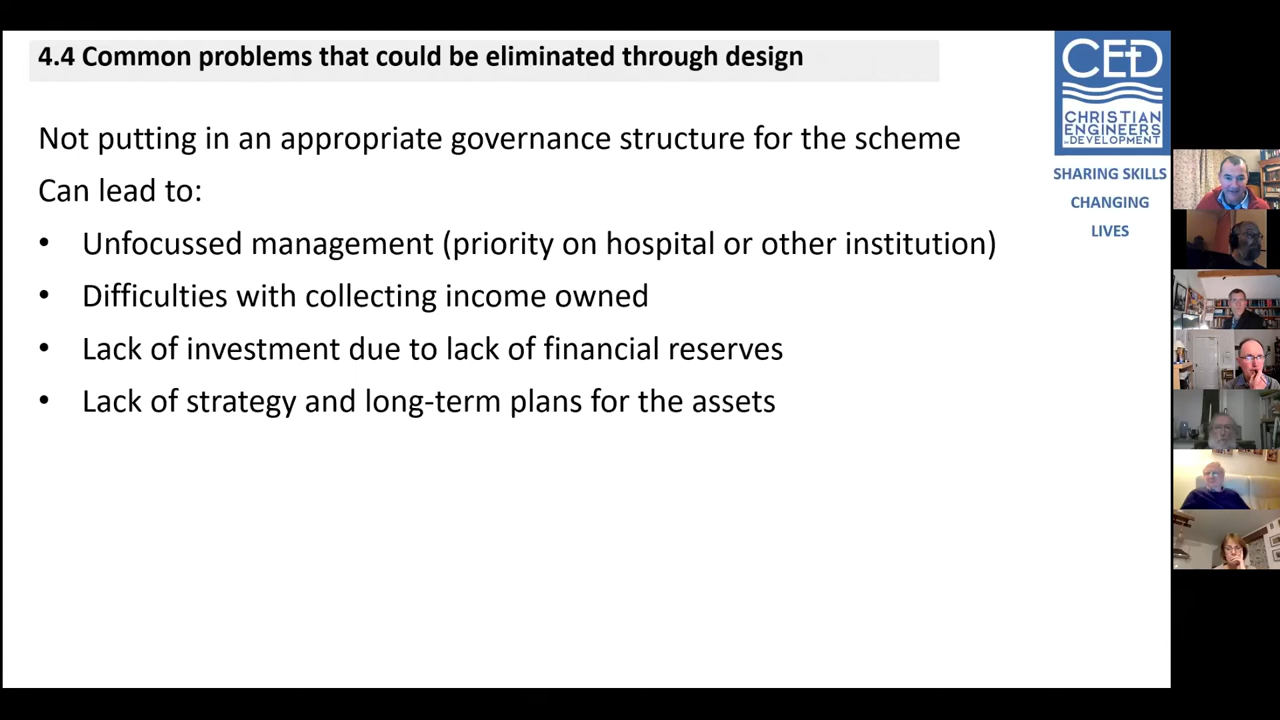 4.4 Common problems that could be eliminated through design
Not putting in an appropriate governance structure for the scheme
Can lead to:
• Unfocussed management (priority on hospital or other institution)
• Difficulties with collecting income owned
• Lack of investment due to lack of financial reserves
• Lack of strategy and long-term plans for the assets
CED
CHRISTIAN
ENGINEERS
IN DEVELOPMENT
SHARING SKILLS
CHANGING
LIVES